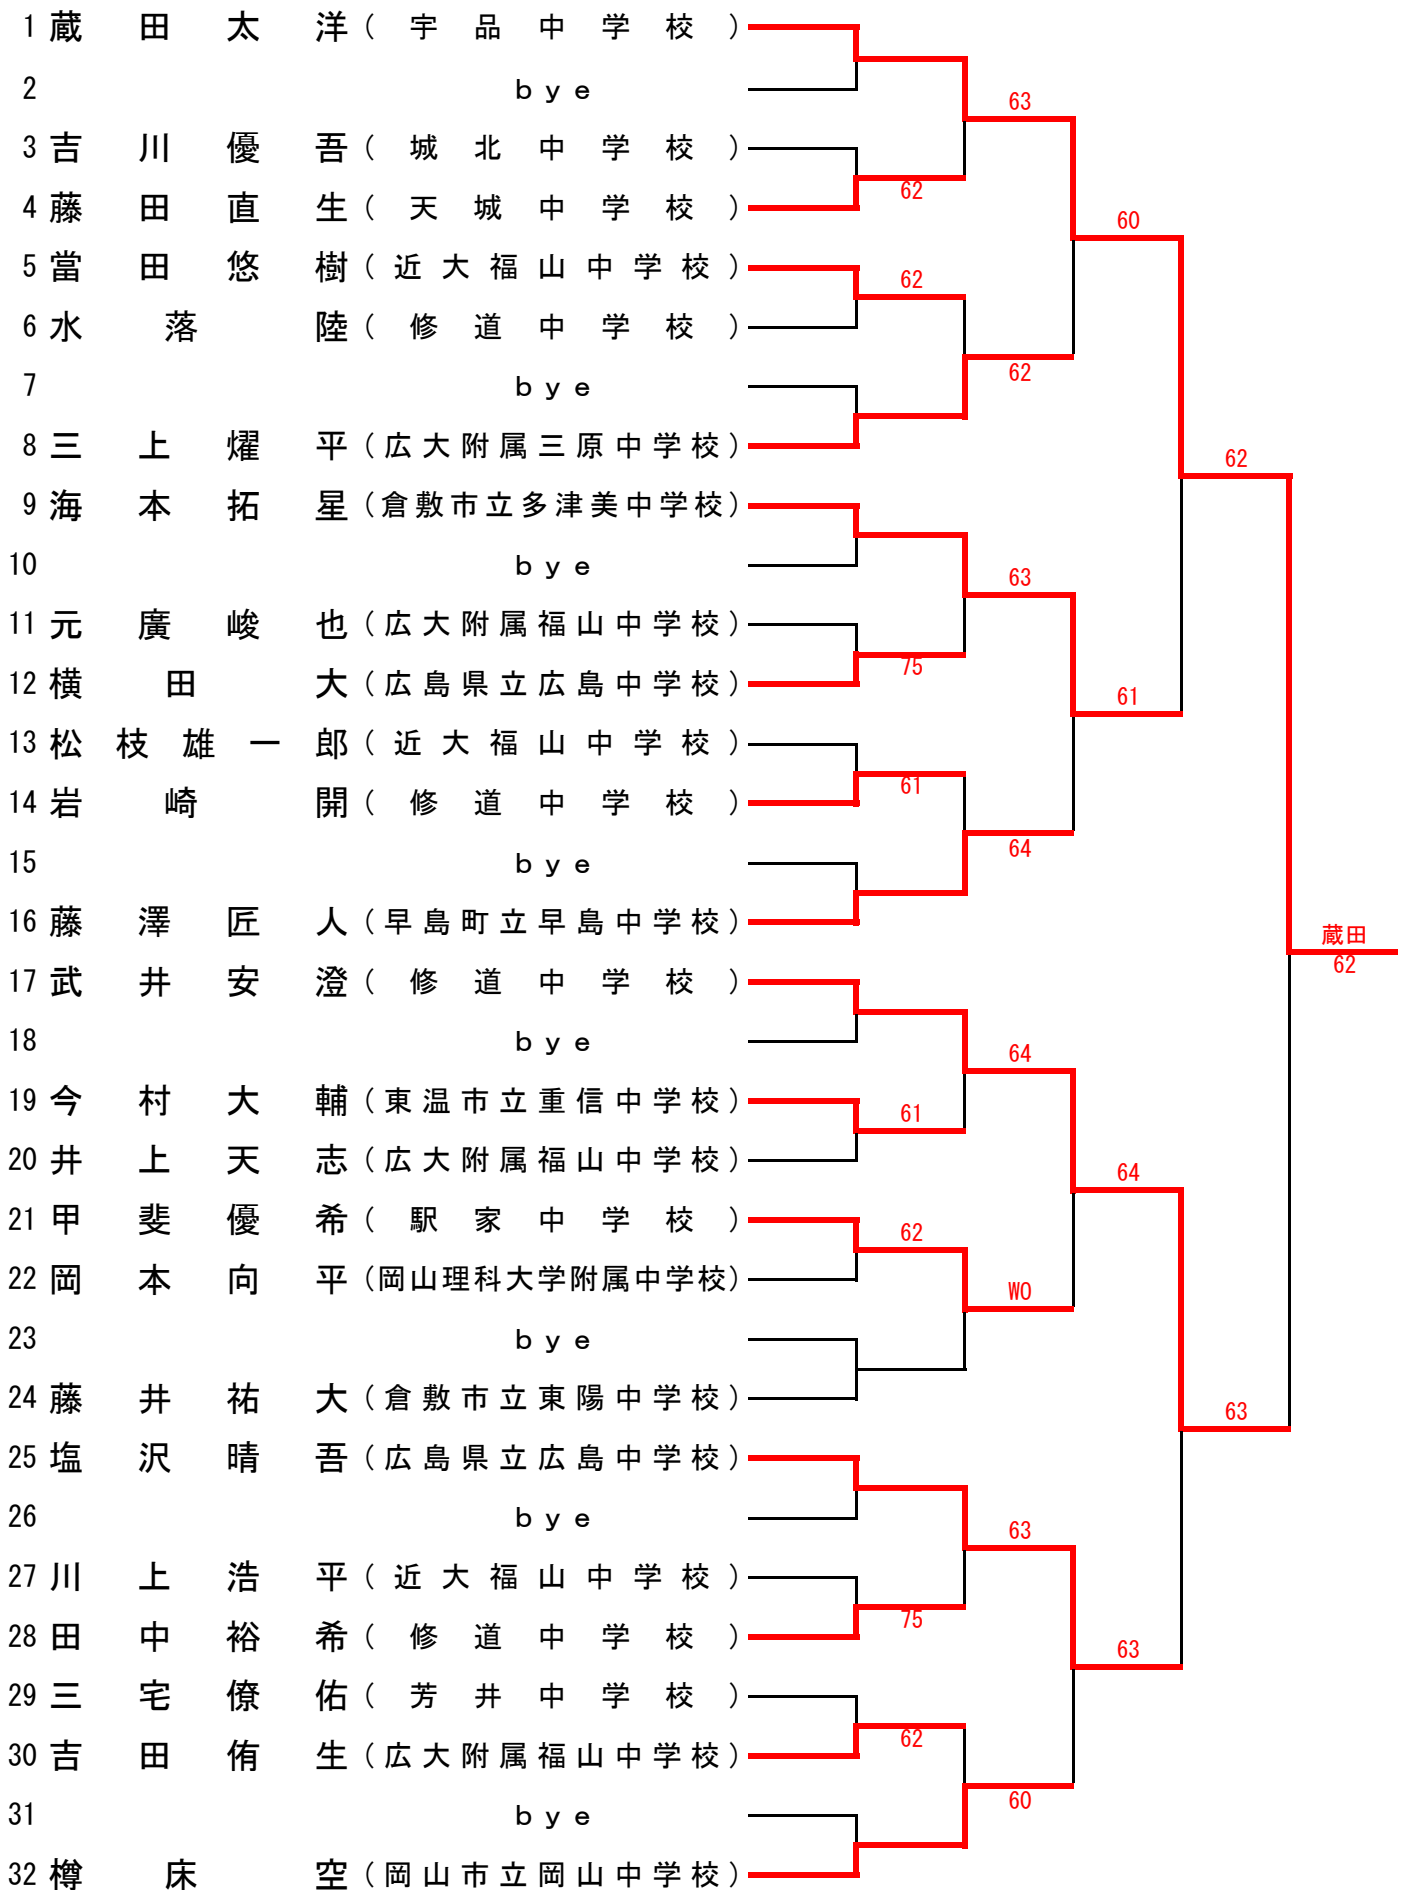 1 蔵田太洋（宇品中学校）
2 ｂｙｅ
63
3 吉川優吾（城北中学校）
62
4 藤田直生（天城中学校）
60
5 當田悠樹（近大福山中学校）
62
6 水落陸（修道中学校）
62
7 ｂｙｅ
8 三上燿平（広大附属三原中学校）
62
9 海本拓星（倉敷市立多津美中学校）
10 ｂｙｅ
63
11 元廣峻也（広大附属福山中学校）
75
12 横田大（広島県立広島中学校）
61
13 松枝雄一郎（近大福山中学校）
61
14 岩崎開（修道中学校）
64
15 ｂｙｅ
16 藤澤匠人（早島町立早島中学校）
蔵田
62
17 武井安澄（修道中学校）
18 ｂｙｅ
64
19 今村大輔（東温市立重信中学校）
61
20 井上天志（広大附属福山中学校）
64
21 甲斐優希（駅家中学校）
62
22 岡本向平（岡山理科大学附属中学校）
WO
23 ｂｙｅ
24 藤井祐大（倉敷市立東陽中学校）
63
25 塩沢晴吾（広島県立広島中学校）
26 ｂｙｅ
63
27 川上浩平（近大福山中学校）
75
28 田中裕希（修道中学校）
63
29 三宅僚佑（芳井中学校）
62
30 吉田侑生（広大附属福山中学校）
60
31 ｂｙｅ
32 樽床空（岡山市立岡山中学校）